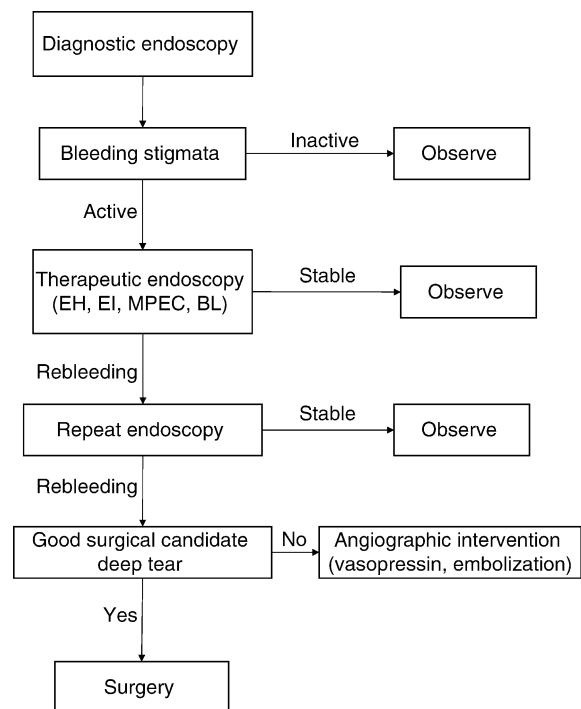 Diagnostic endoscopy
Bleeding stigmata
Inactive
Observe
Active
Therapeutic endoscopy
(EH, EI, MPEC, BL)
Stable
Observe
Rebleeding
Repeat endoscopy
Stable
Observe
Rebleeding
Good surgical candidate
deep tear
No
Angiographic intervention
(vasopressin, embolization)
Yes
Surgery